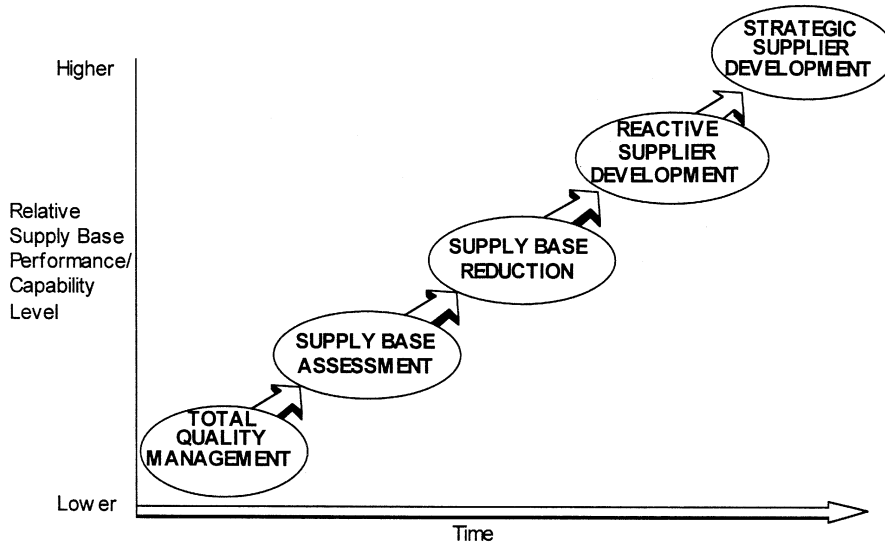 STRATEGIC
SUPPLIER
DEVELOPMENT
Higher
REACTIVE
SUPPLIER
DEVELOPMENT
Relative
Supply Base
Performance/
Capability
Level
SUPPLY BASE
REDUCTION
SUPPLY BASE
ASSESSMENT
TOTAL
QUALITY
MANAGEMENT
Lower
Time